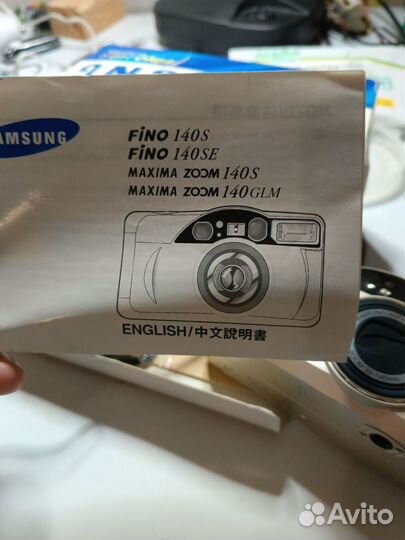 SAMSUNG
FINO 140S
FINO 140SE
MAXIMA ZOOM 140S
MAXIMA ZOOM 140GLM
ENGLISH/中文說明書
Avito